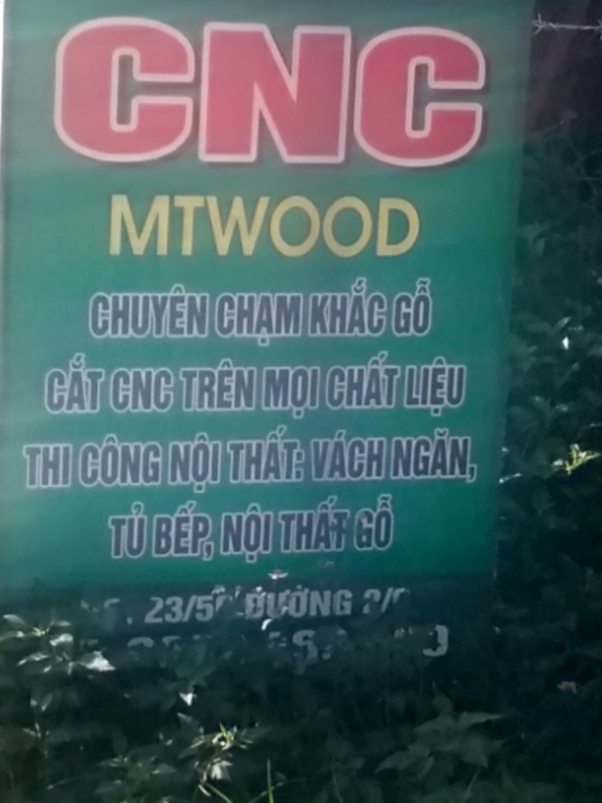 CNC
MTWOOD
CHUYÊN CHẠM KHẮC GỖ
CẮT CNC TRÊN MỌI CHẤT LIỆU
THI CÔNG NỘI THẤT: VÁCH NGĂN,
TỦ BẾP, NỘI THẤT GỖ
ĐƯỜNG